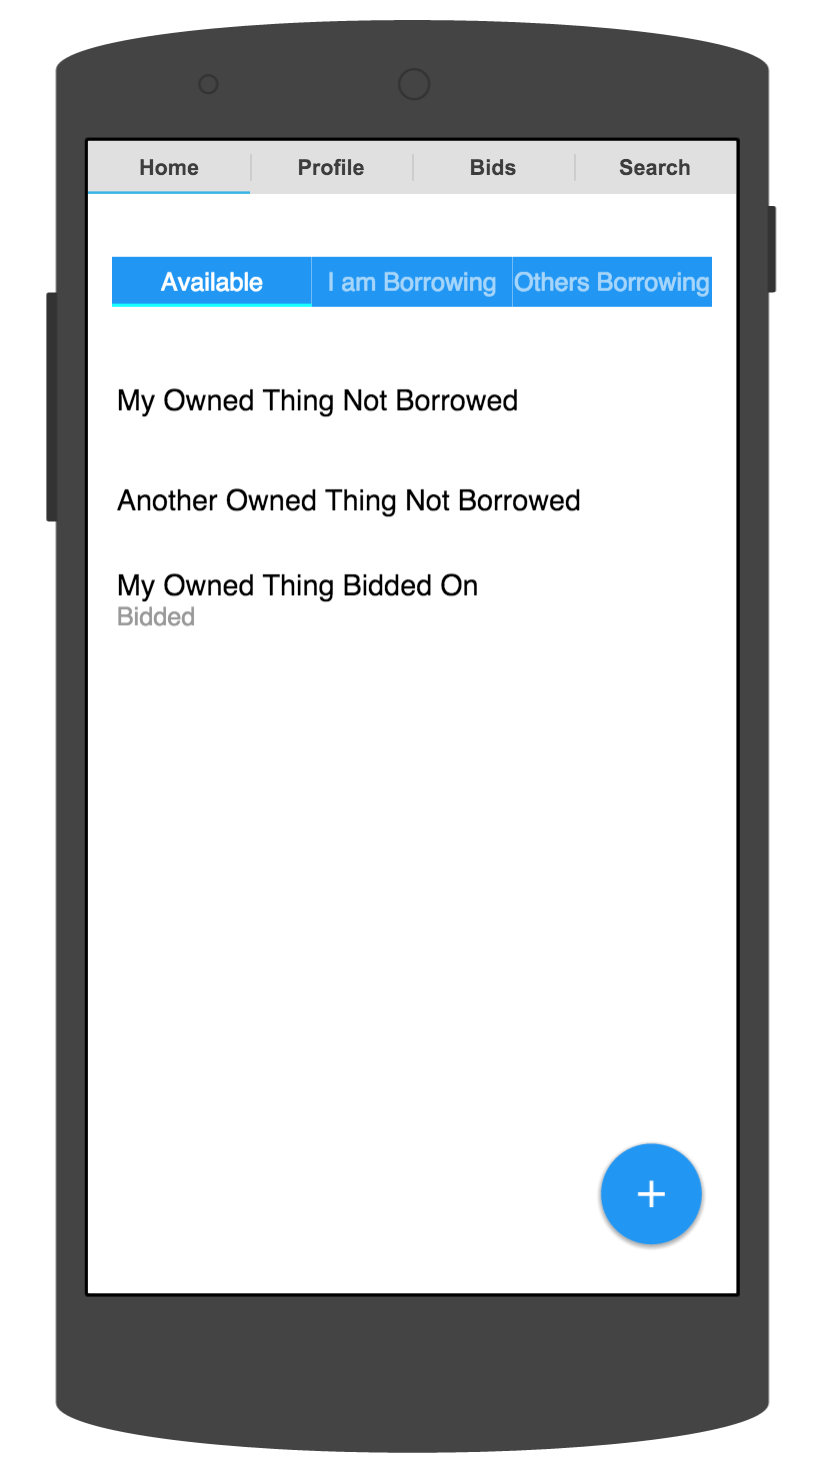 Home Profile Bids Search
Available I am Borrowing Others Borrowing
My Owned Thing Not Borrowed
Another Owned Thing Not Borrowed
My Owned Thing Bidded On
Bidded
+